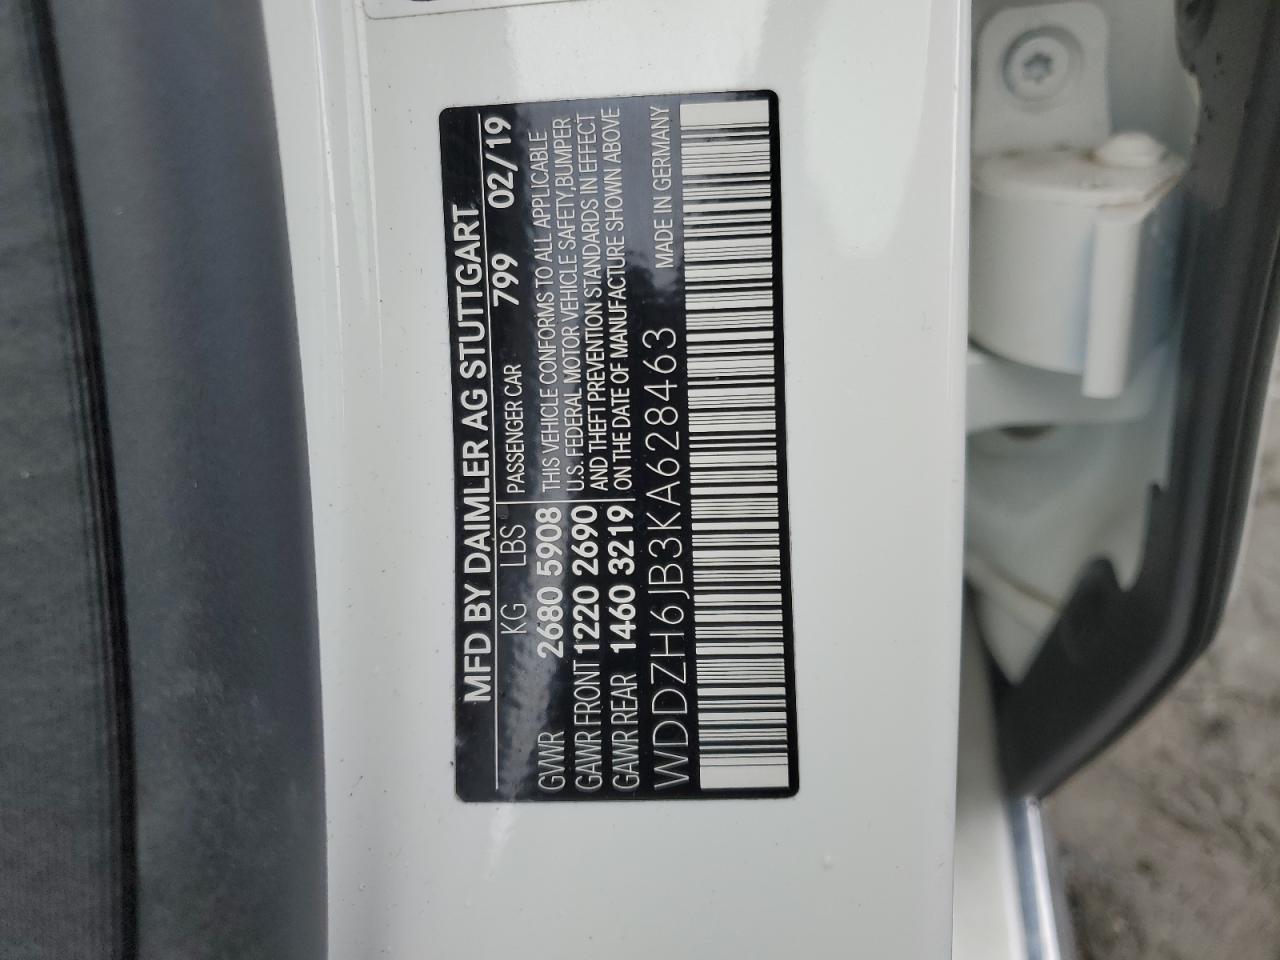 MFD BY DAIMLER AG STUTTGART
KG LBS PASSENGER CAR 799 02/19
GVWR 2680 5908 THIS VEHICLE CONFORMS TO ALL APPLICABLE
GAWR FRONT 1220 2690 U.S. FEDERAL MOTOR VEHICLE SAFETY,BUMPER
AND THEFT PREVENTION STANDARDS IN EFFECT
GAWR REAR 1460 3219 ON THE DATE OF MANUFACTURE SHOWN ABOVE
WDDZH6JB3KA628463 MADE IN GERMANY